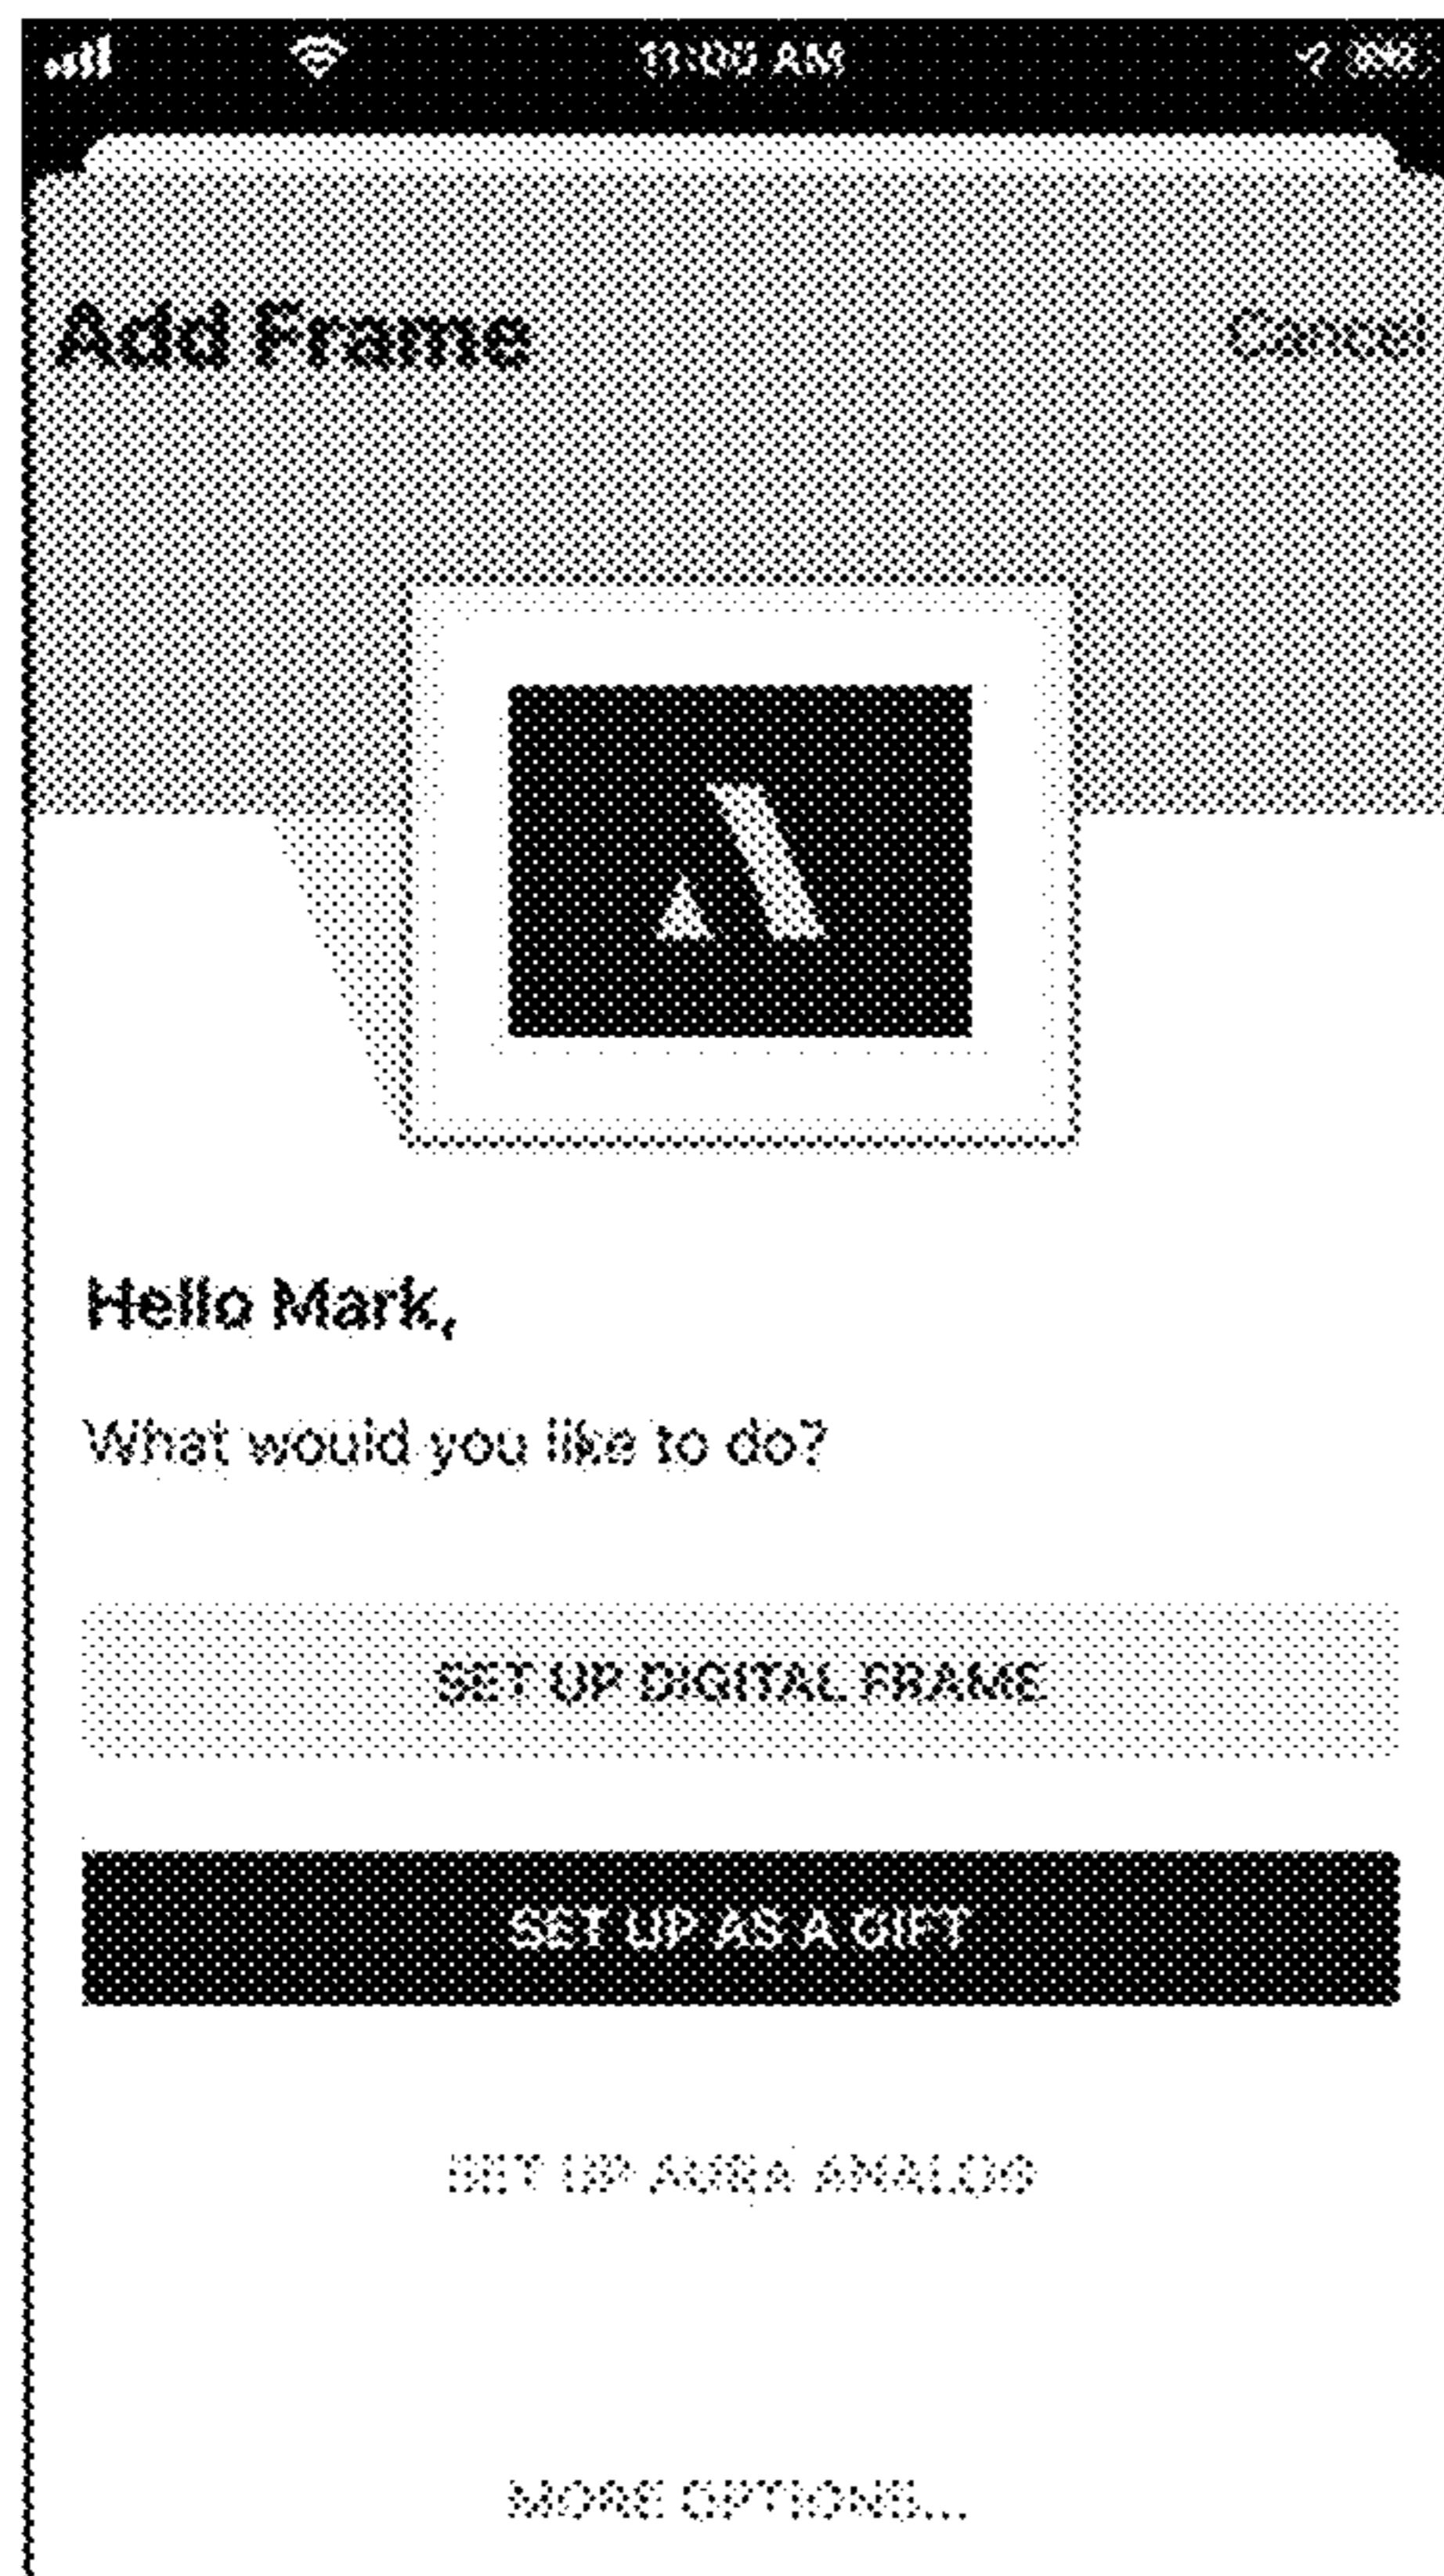 AM
Add Frame
Cancel
Hello Mark,
What would you like to do?
SET UP DIGITAL FRAME
SET UP AS A GIFT
SET UP AURA ANALOG
MORE OPTIONS...